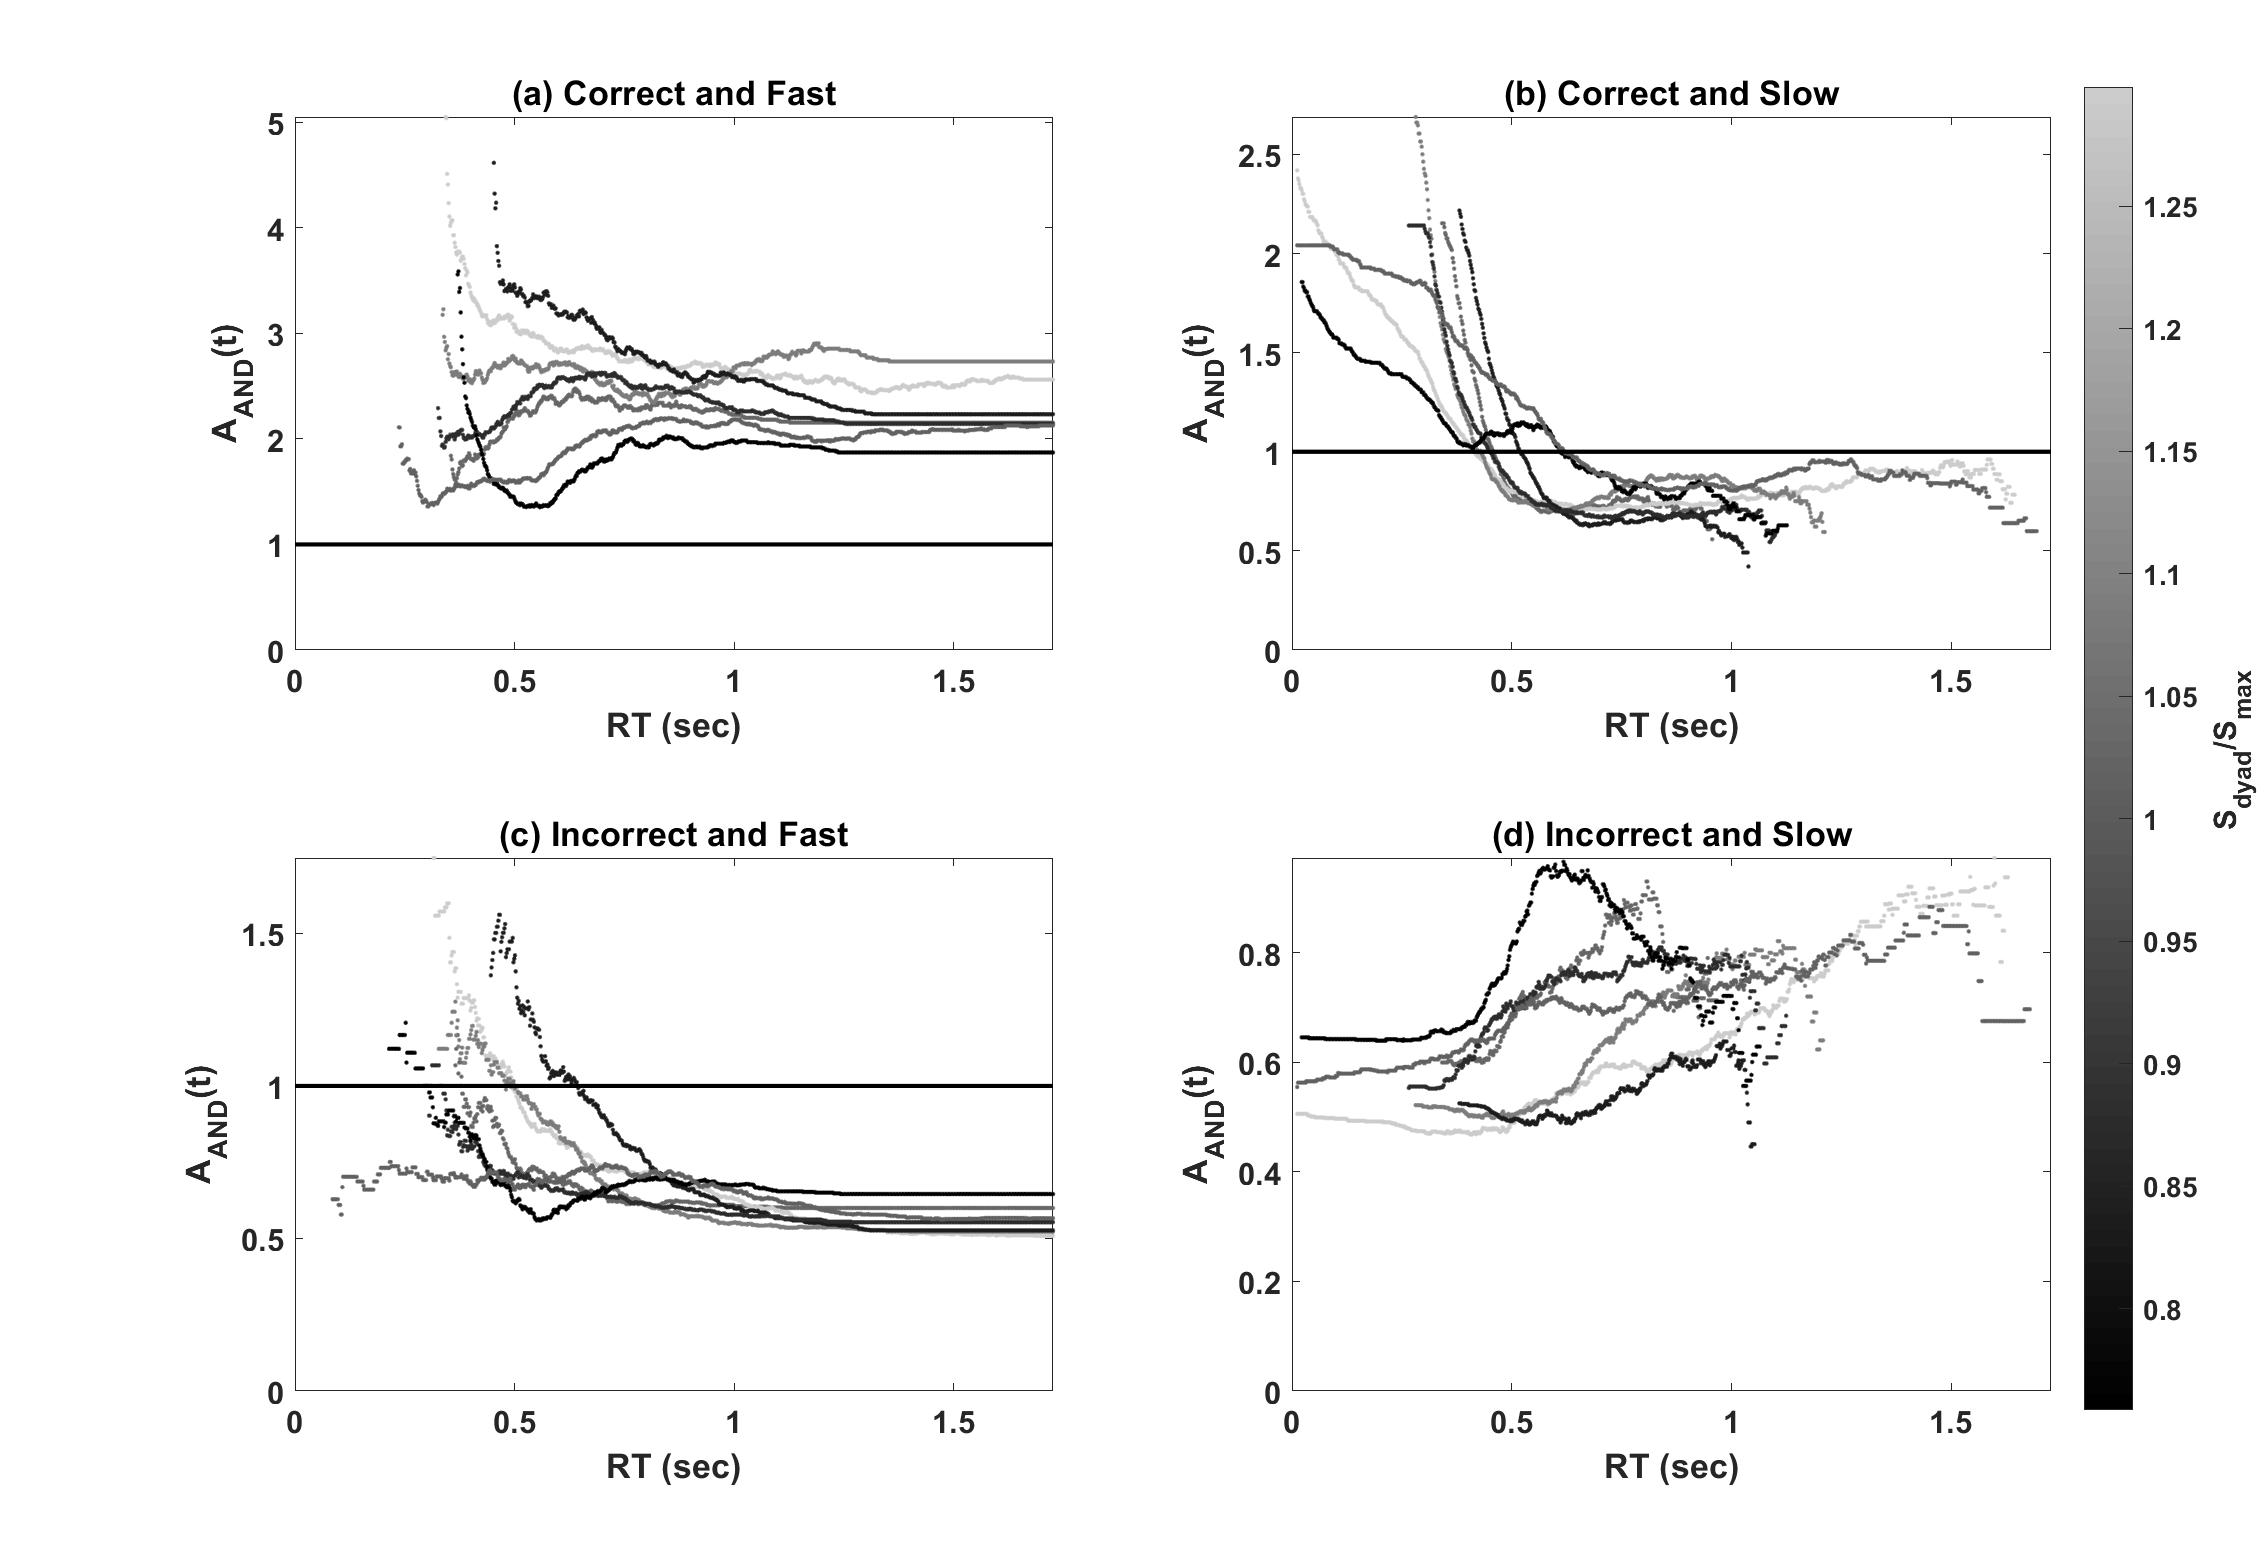 (a) Correct and Fast
5
4
3
2
1
0
0 0.5 1 1.5
A_AND(t)
RT (sec)
(b) Correct and Slow
2.5
2
1.5
1
0.5
0
0 0.5 1 1.5
A_AND(t)
RT (sec)
(c) Incorrect and Fast
1.5
1
0.5
0
0 0.5 1 1.5
A_AND(t)
RT (sec)
(d) Incorrect and Slow
0.8
0.6
0.4
0.2
0
0 0.5 1 1.5
A_AND(t)
RT (sec)
1.25
1.2
1.15
1.1
1.05
1
0.95
0.9
0.85
0.8
S_dyad/S_max